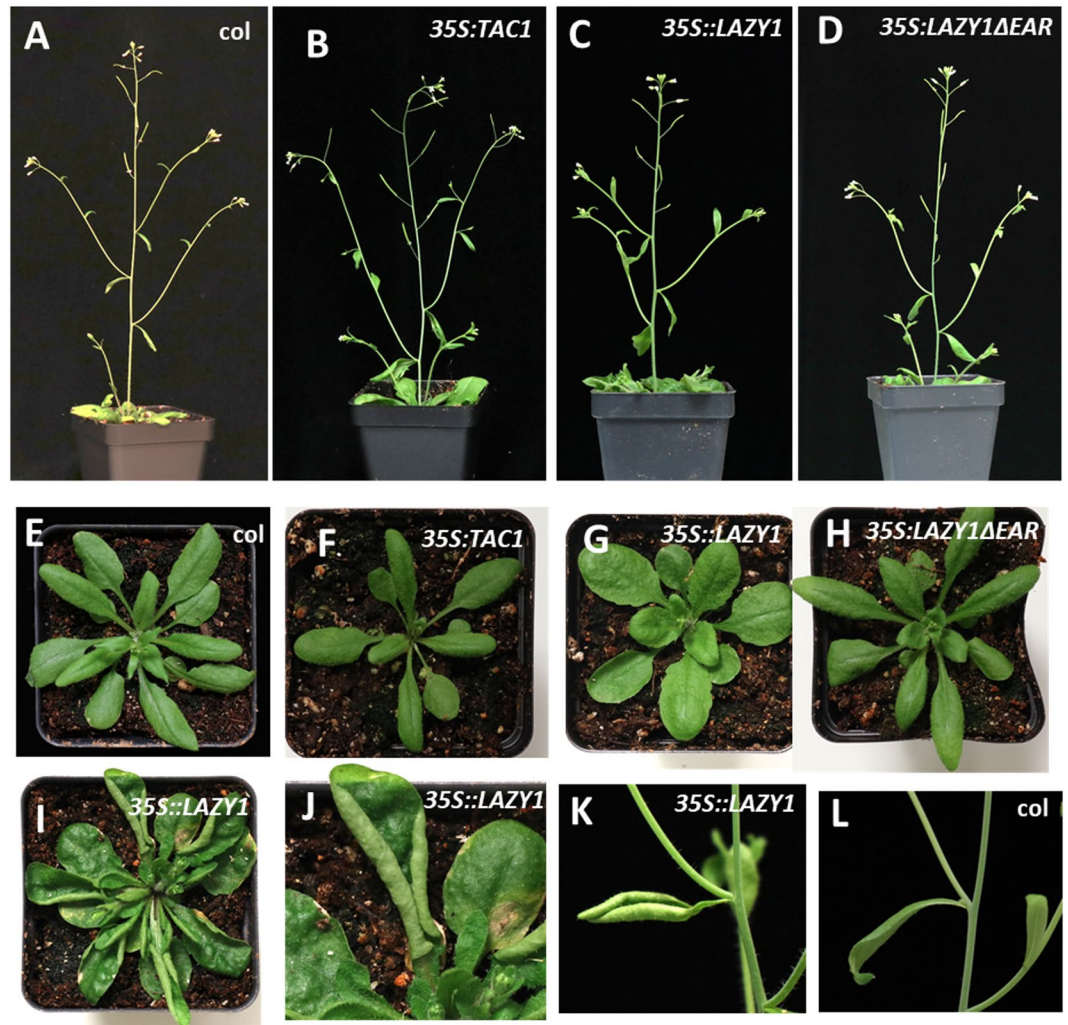 A col
B 35S:TAC1
C 35S::LAZY1
D 35S:LAZY1ΔEAR
E col
F 35S:TAC1
G 35S::LAZY1
H 35S:LAZY1ΔEAR
I 35S::LAZY1
J 35S::LAZY1
K 35S::LAZY1
L col